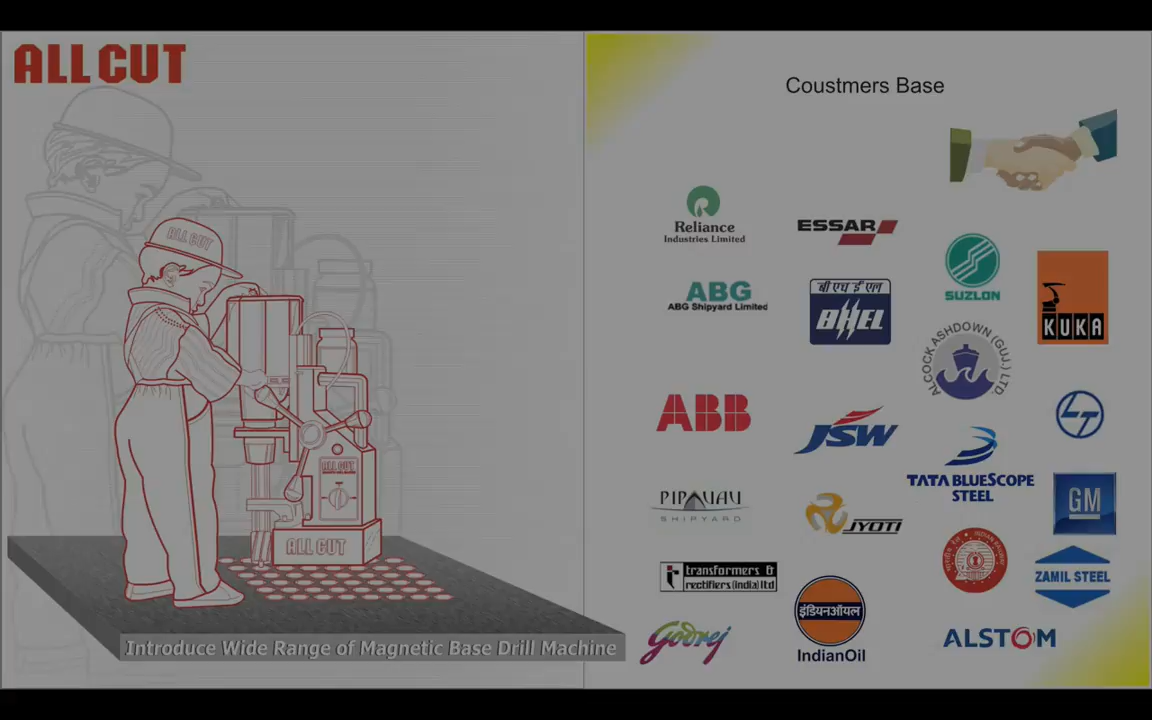 ALL CUT
ALL CUT
ALL CUT
ALL CUT
Introduce Wide Range of Magnetic Base Drill Machine
Coustmers Base
Reliance
Industries Limited
ESSAR
SUZLON
KUKA
ABG
ABG Shipyard Limited
बी एच ई एल
BHEL
ALCOCK ASHDOWN (GUJ.) LTD.
ABB
JSW
LT
TATA BLUESCOPE
STEEL
GM
PIPAVAV
SHIPYARD
JYOTI
ZAMIL STEEL
transformers &
rectifiers (india) ltd
इंडियनऑयल
IndianOil
Godrej
ALSTOM